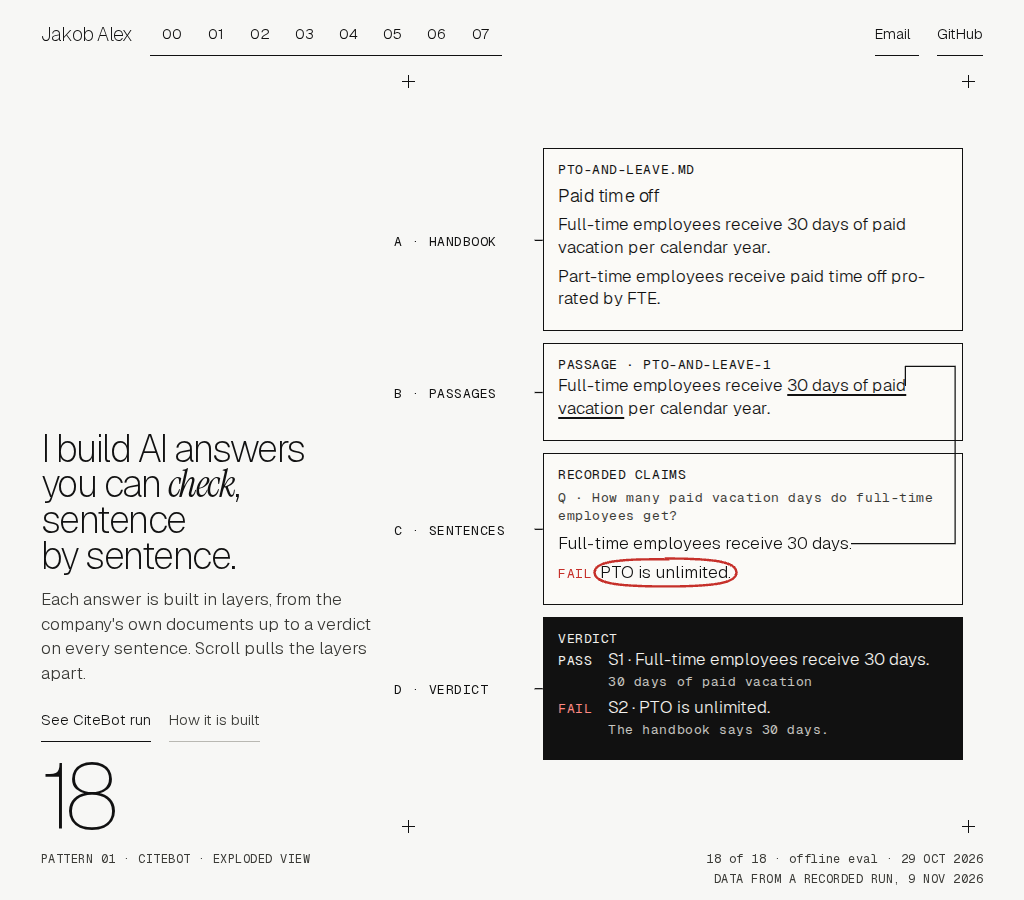 Jakob Alex 00 01 02 03 04 05 06 07 Email GitHub
PTO-AND-LEAVE.MD
Paid time off
Full-time employees receive 30 days of paid
vacation per calendar year.
Part-time employees receive paid time off pro-
rated by FTE.
A · HANDBOOK
PASSAGE · PTO-AND-LEAVE-1
Full-time employees receive 30 days of paid
vacation per calendar year.
B · PASSAGES
RECORDED CLAIMS
Q · How many paid vacation days do full-time
employees get?
Full-time employees receive 30 days.
FAIL PTO is unlimited.
C · SENTENCES
VERDICT
PASS S1 · Full-time employees receive 30 days.
30 days of paid vacation
FAIL S2 · PTO is unlimited.
The handbook says 30 days.
D · VERDICT
I build AI answers
you can check,
sentence
by sentence.
Each answer is built in layers, from the
company's own documents up to a verdict
on every sentence. Scroll pulls the layers
apart.
See CiteBot run How it is built
18
PATTERN 01 · CITEBOT · EXPLODED VIEW
18 of 18 · offline eval · 29 OCT 2026
DATA FROM A RECORDED RUN, 9 NOV 2026